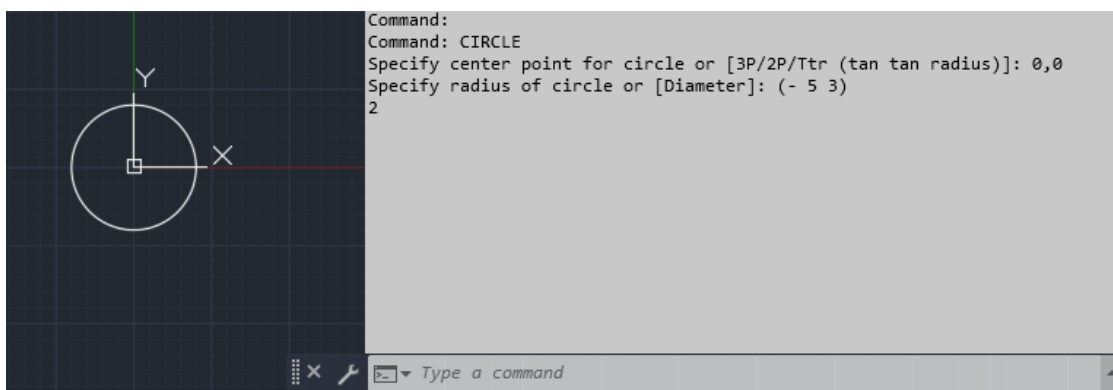 Y
X
Command:
Command: CIRCLE
Specify center point for circle or [3P/2P/Ttr (tan tan radius)]: 0,0
Specify radius of circle or [Diameter]: (- 5 3)
2
Type a command